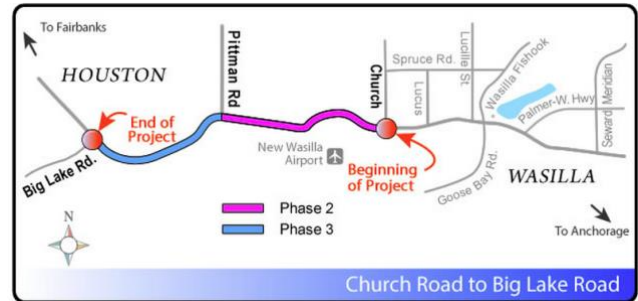 To Fairbanks
HOUSTON
Pittman Rd
Church
Spruce Rd.
Lucus
Lucille St.
Wasilla Fishook
Palmer-W. Hwy
Seward Meridian
End of
Project
Big Lake Rd.
New Wasilla
Airport
Beginning
of Project
Goose Bay Rd.
WASILLA
To Anchorage
N
Phase 2
Phase 3
Church Road to Big Lake Road